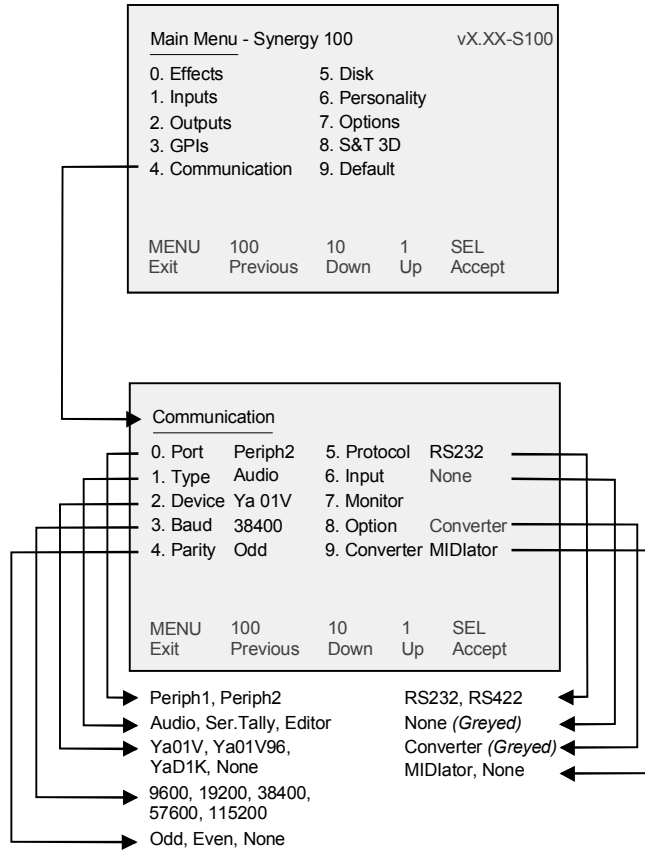 Main Menu - Synergy 100 vX.XX-S100
0. Effects 5. Disk
1. Inputs 6. Personality
2. Outputs 7. Options
3. GPIs 8. S&T 3D
4. Communication 9. Default
MENU 100 10 1 SEL
Exit Previous Down Up Accept
Communication
0. Port Periph2 5. Protocol RS232
1. Type Audio 6. Input None
2. Device Ya 01V 7. Monitor
3. Baud 38400 8. Option Converter
4. Parity Odd 9. Converter MIDIator
MENU 100 10 1 SEL
Exit Previous Down Up Accept
Periph1, Periph2 RS232, RS422
Audio, Ser.Tally, Editor None (Greyed)
Ya01V, Ya01V96, Converter (Greyed)
YaD1K, None MIDIator, None
9600, 19200, 38400,
57600, 115200
Odd, Even, None